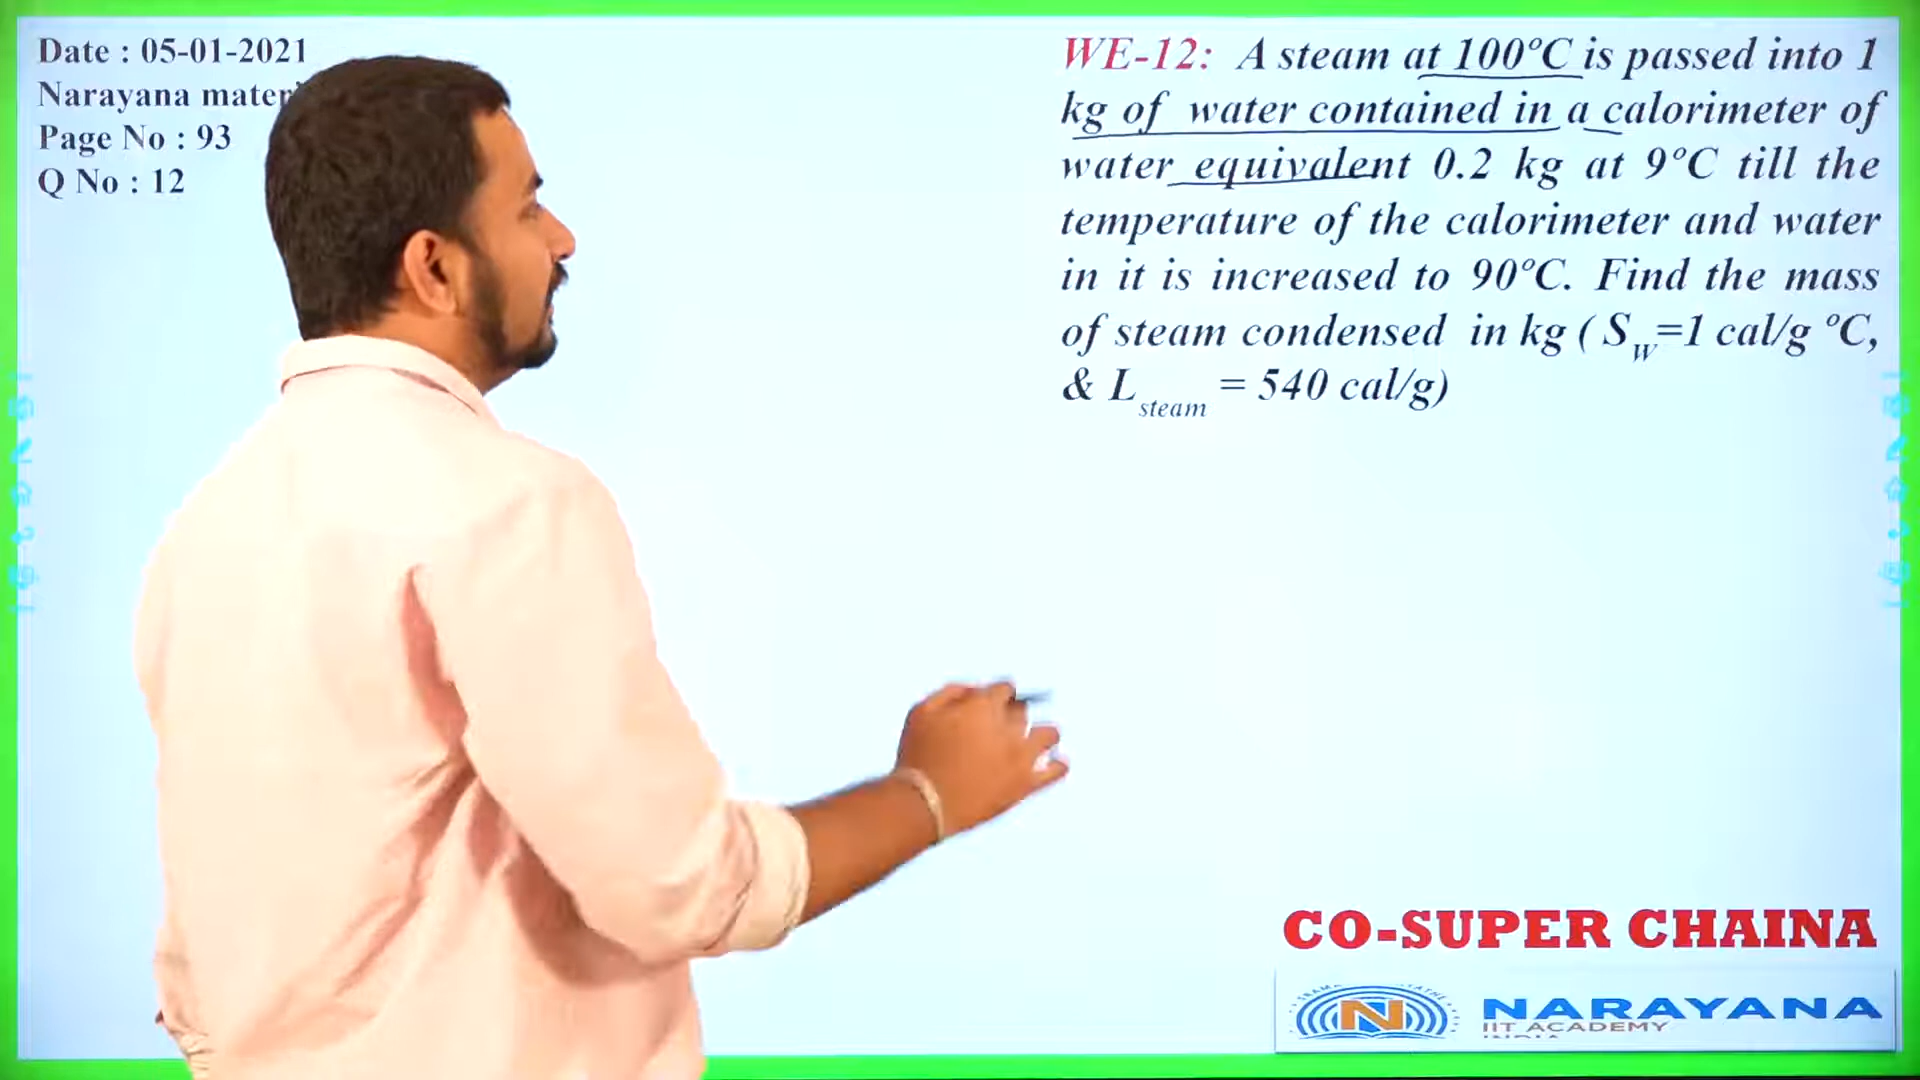 Date : 05-01-2021
Narayana mater
Page No : 93
Q No : 12
WE-12: A steam at 100°C is passed into 1
kg of water contained in a calorimeter of
water equivalent 0.2 kg at 9°C till the
temperature of the calorimeter and water
in it is increased to 90°C. Find the mass
of steam condensed in kg ( Sw=1 cal/g °C,
& Lsteam = 540 cal/g)
CO-SUPER CHAINA
N NARAYANA
IIT ACADEMY
INDIA